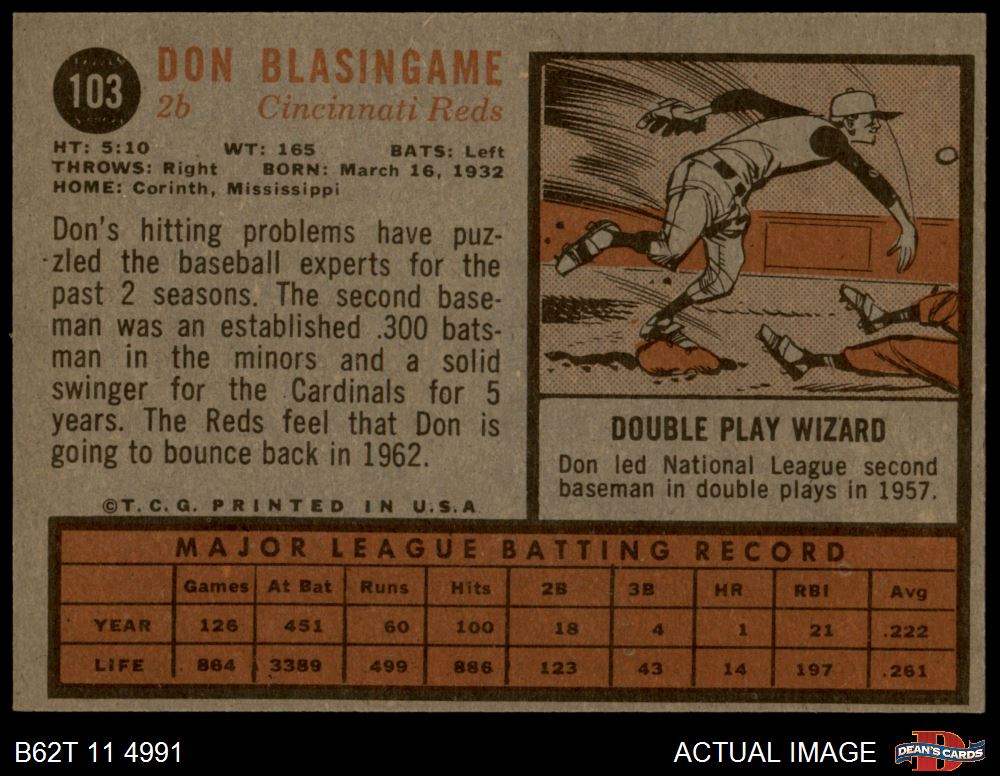 103
DON BLASINGAME
2b Cincinnati Reds
HT: 5:10 WT: 165 BATS: Left
THROWS: Right BORN: March 16, 1932
HOME: Corinth, Mississippi
Don's hitting problems have puz-
zled the baseball experts for the
past 2 seasons. The second base-
man was an established .300 bats-
man in the minors and a solid
swinger for the Cardinals for 5
years. The Reds feel that Don is
going to bounce back in 1962.
©T.C.G. PRINTED IN U.S.A
DOUBLE PLAY WIZARD
Don led National League second
baseman in double plays in 1957.
MAJOR LEAGUE BATTING RECORD
Games At Bat Runs Hits 2B 3B HR RBI Avg
YEAR 126 451 60 100 18 4 1 21 .222
LIFE 864 3389 499 886 123 43 14 197 .261
B62T 11 4991
ACTUAL IMAGE
D
DEAN'S CARDS